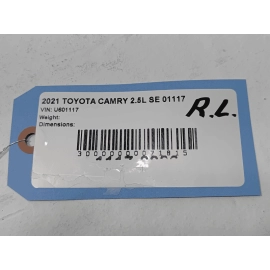 2021 TOYOTA CAMRY 2.5L SE 01117
R.L.
VIN: U601117
Weight:
Dimensions: